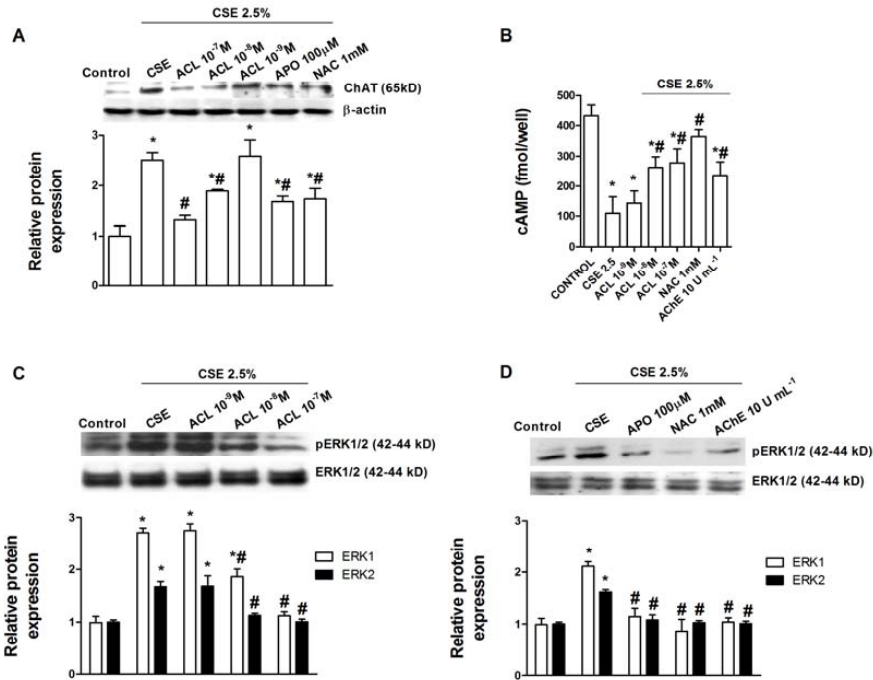 A
CSE 2.5%
Control
CSE
ACL 10⁻⁷M
ACL 10⁻⁸M
ACL 10⁻⁹M
APO 100µM
NAC 1mM
ChAT (65kD)
β-actin
Relative protein
expression
3
2
1
0
*
#
*#
*
*#
*#
B
CSE 2.5%
cAMP (fmol/well)
500
400
300
200
100
0
*
*
*#
*#
#
*#
CONTROL
CSE 2.5
ACL 10⁻⁹M
ACL 10⁻⁸M
ACL 10⁻⁷M
NAC 1mM
AChE 10 U mL⁻¹
C
CSE 2.5%
Control
CSE
ACL 10⁻⁹M
ACL 10⁻⁸M
ACL 10⁻⁷M
pERK1/2 (42-44 kD)
ERK1/2 (42-44 kD)
Relative protein
expression
3
2
1
0
*
*
*
*
*#
#
#
#
ERK1
ERK2
D
CSE 2.5%
Control
CSE
APO 100µM
NAC 1mM
AChE 10 U mL⁻¹
pERK1/2 (42-44 kD)
ERK1/2 (42-44 kD)
Relative protein
expression
3
2
1
0
*
*
#
#
#
#
#
#
ERK1
ERK2